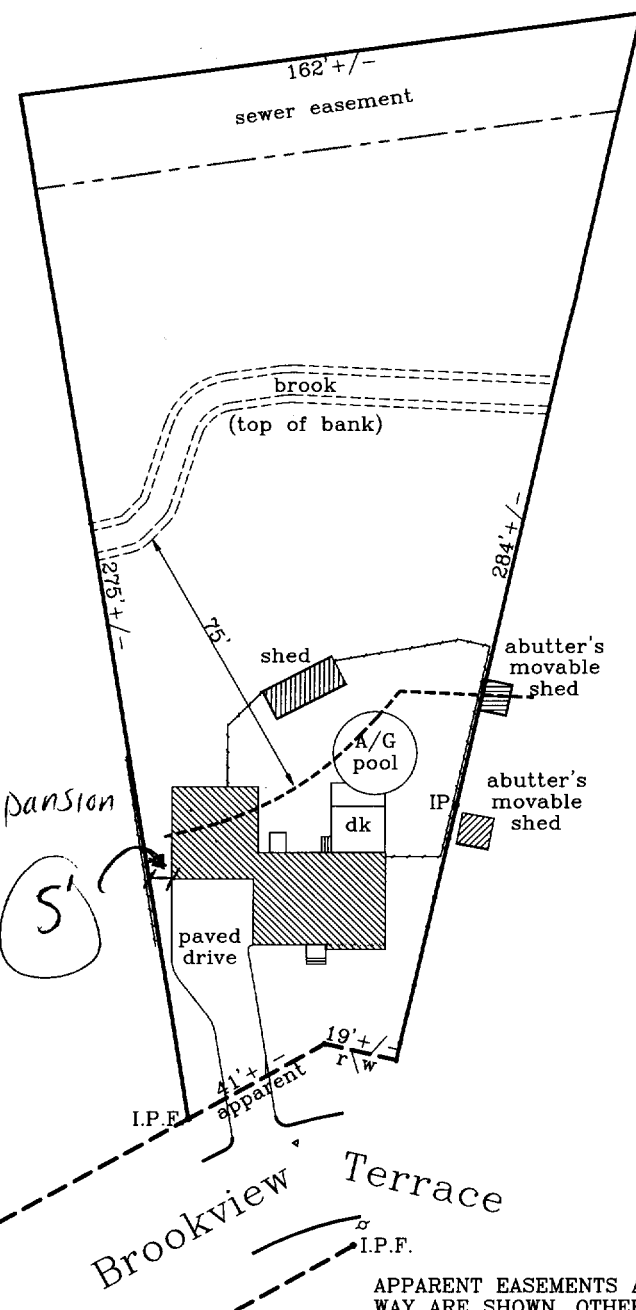 162'+/-
sewer easement
brook
(top of bank)
275'+/-
284'+/-
75'
shed
abutter's
movable
shed
A/G
pool
pansion
IP
abutter's
movable
shed
dk
5'
paved
drive
19'+/-
r/w
41'+/-
apparent
I.P.F.
Brookview Terrace
I.P.F.
APPARENT EASEMENTS A
WAY ARE SHOWN OTHER